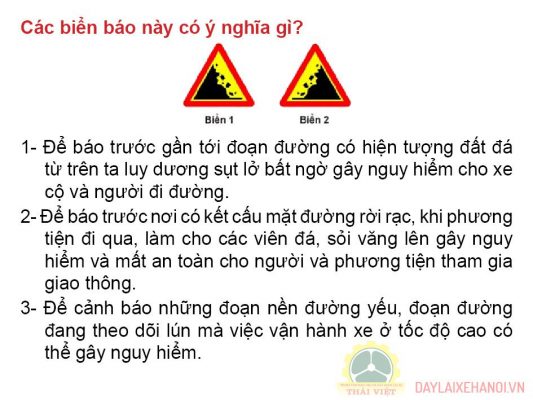 Các biển báo này có ý nghĩa gì?
Biển 1 Biển 2
1- Để báo trước gần tới đoạn đường có hiện tượng đất đá
từ trên ta luy dương sụt lở bất ngờ gây nguy hiểm cho xe
cộ và người đi đường.
2- Để báo trước nơi có kết cấu mặt đường rời rạc, khi phương
tiện đi qua, làm cho các viên đá, sỏi văng lên gây nguy
hiểm và mất an toàn cho người và phương tiện tham gia
giao thông.
3- Để cảnh báo những đoạn nền đường yếu, đoạn đường
đang theo dõi lún mà việc vận hành xe ở tốc độ cao có
thể gây nguy hiểm.
THÁI VIỆT
DAYLAIXEHANOI.VN